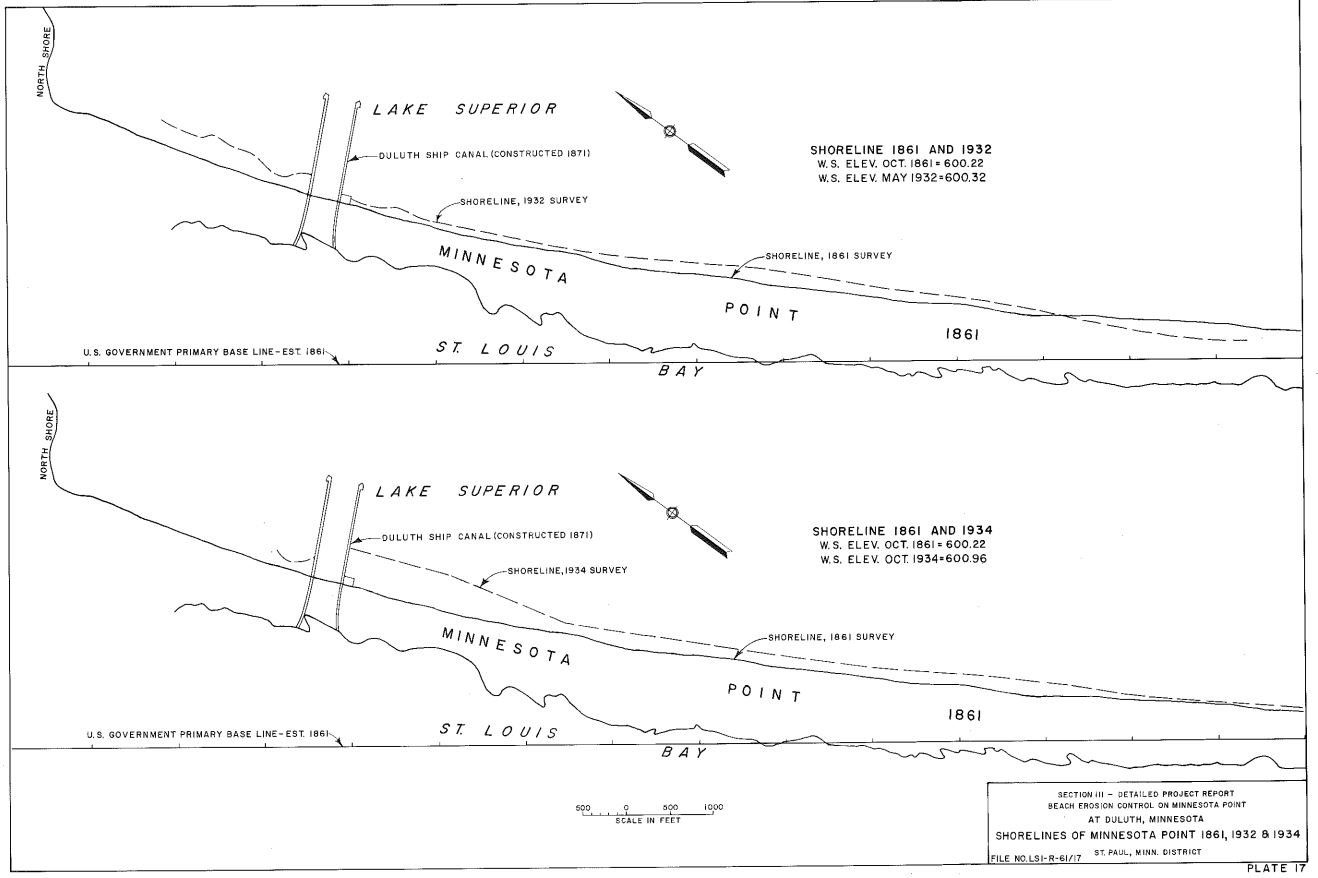 NORTH SHORE
LAKE SUPERIOR
DULUTH SHIP CANAL (CONSTRUCTED 1871)
SHORELINE 1861 AND 1932
W.S. ELEV. OCT. 1861 = 600.22
W.S. ELEV. MAY 1932=600.32
SHORELINE, 1932 SURVEY
MINNESOTA
SHORELINE, 1861 SURVEY
POINT
1861
U.S. GOVERNMENT PRIMARY BASE LINE-EST. 1861
ST. LOUIS
BAY
NORTH SHORE
LAKE SUPERIOR
DULUTH SHIP CANAL (CONSTRUCTED 1871)
SHORELINE 1861 AND 1934
W.S. ELEV. OCT. 1861 = 600.22
W.S. ELEV. OCT. 1934=600.96
SHORELINE, 1934 SURVEY
MINNESOTA
SHORELINE, 1861 SURVEY
POINT
1861
U.S. GOVERNMENT PRIMARY BASE LINE-EST. 1861
ST. LOUIS
BAY
500 0 500 1000
SCALE IN FEET
SECTION III - DETAILED PROJECT REPORT
BEACH EROSION CONTROL ON MINNESOTA POINT
AT DULUTH, MINNESOTA
SHORELINES OF MINNESOTA POINT 1861, 1932 & 1934
ST. PAUL, MINN. DISTRICT
FILE NO. LSI-R-61/17
PLATE 17